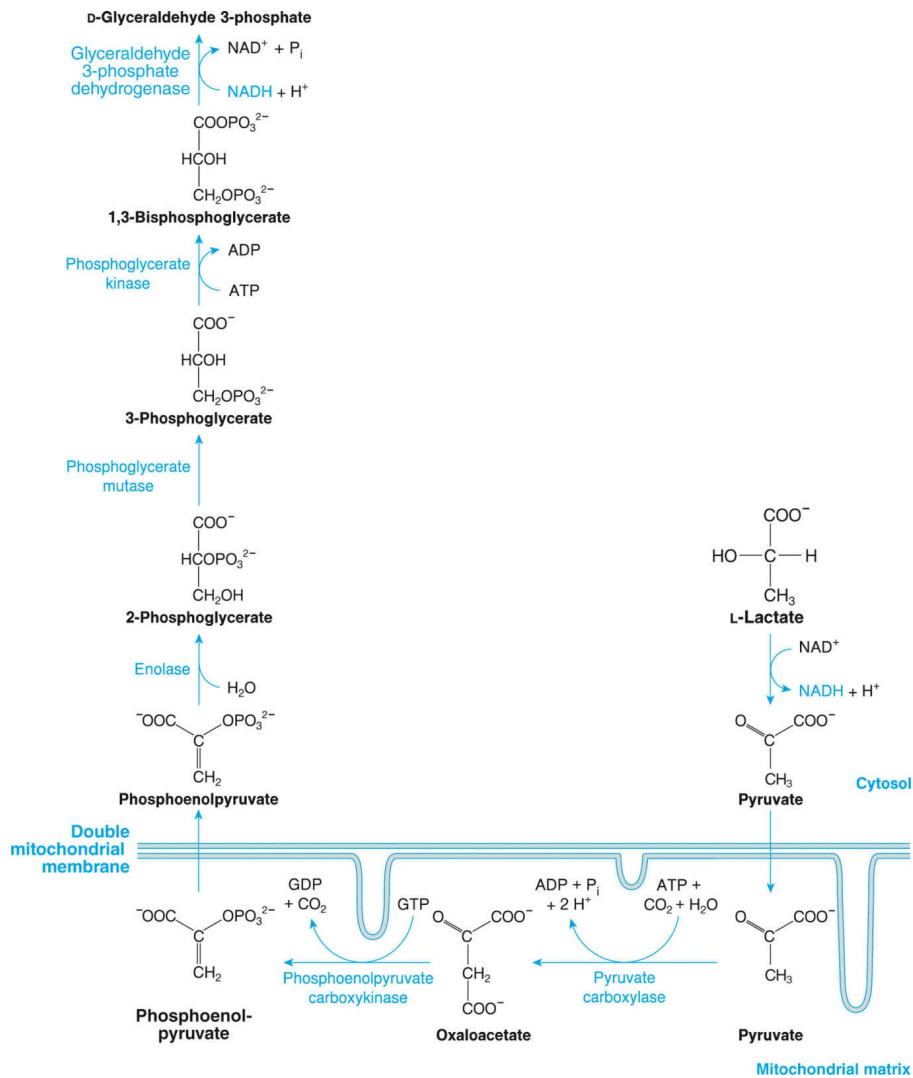 D-Glyceraldehyde 3-phosphate
Glyceraldehyde
3-phosphate
dehydrogenase
NAD⁺ + Pᵢ
NADH + H⁺
COOPO₃²⁻
HCOH
CH₂OPO₃²⁻
1,3-Bisphosphoglycerate
Phosphoglycerate
kinase
ADP
ATP
COO⁻
HCOH
CH₂OPO₃²⁻
3-Phosphoglycerate
Phosphoglycerate
mutase
COO⁻
HCOPO₃²⁻
CH₂OH
2-Phosphoglycerate
COO⁻
HO—C—H
CH₃
L-Lactate
Enolase
H₂O
NAD⁺
NADH + H⁺
⁻OOC
OPO₃²⁻
C
CH₂
Phosphoenolpyruvate
O
COO⁻
C
CH₃
Pyruvate
Cytosol
Double
mitochondrial
membrane
⁻OOC
OPO₃²⁻
C
CH₂
Phosphoenol-
pyruvate
GDP
+ CO₂
GTP
Phosphoenolpyruvate
carboxykinase
O
COO⁻
C
CH₂
COO⁻
Oxaloacetate
ADP + Pᵢ
+ 2 H⁺
ATP +
CO₂ + H₂O
Pyruvate
carboxylase
O
COO⁻
C
CH₃
Pyruvate
Mitochondrial matrix